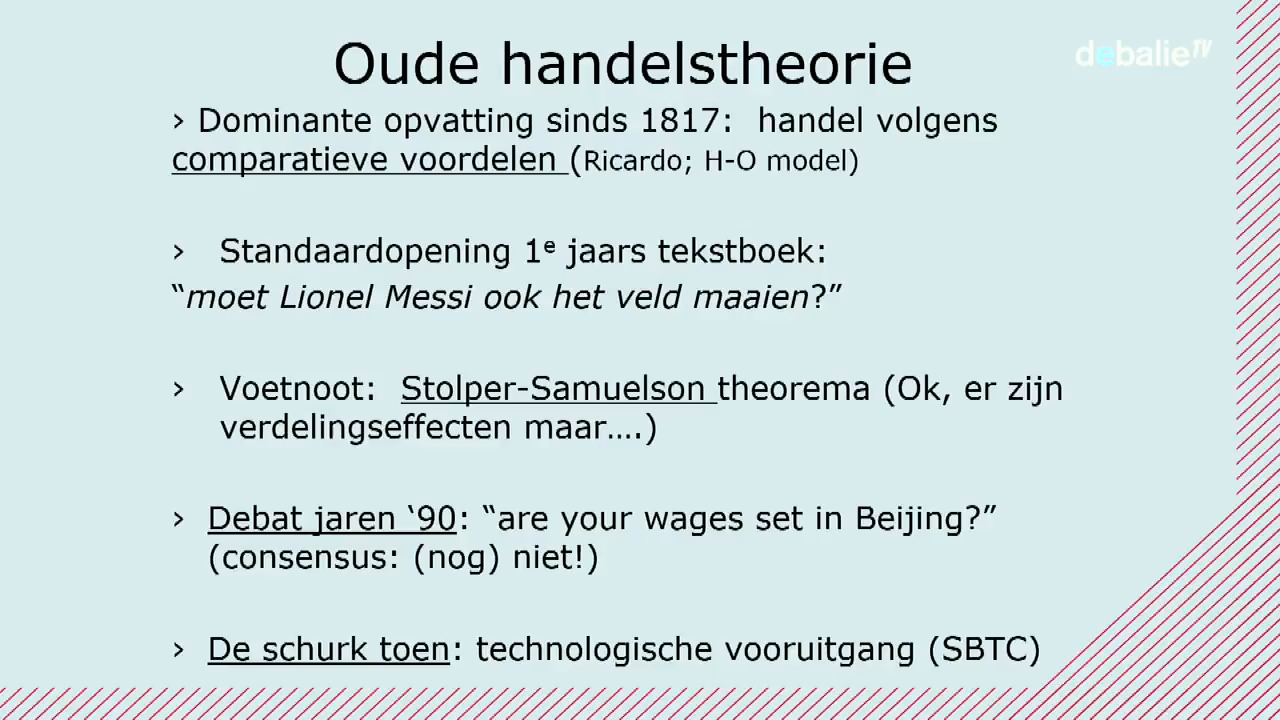 Oude handelstheorie
debalie TV
› Dominante opvatting sinds 1817: handel volgens
comparatieve voordelen (Ricardo; H-O model)
› Standaardopening 1e jaars tekstboek:
“moet Lionel Messi ook het veld maaien?”
› Voetnoot: Stolper-Samuelson theorema (Ok, er zijn
verdelingseffecten maar….)
› Debat jaren ‘90: “are your wages set in Beijing?”
(consensus: (nog) niet!)
› De schurk toen: technologische vooruitgang (SBTC)